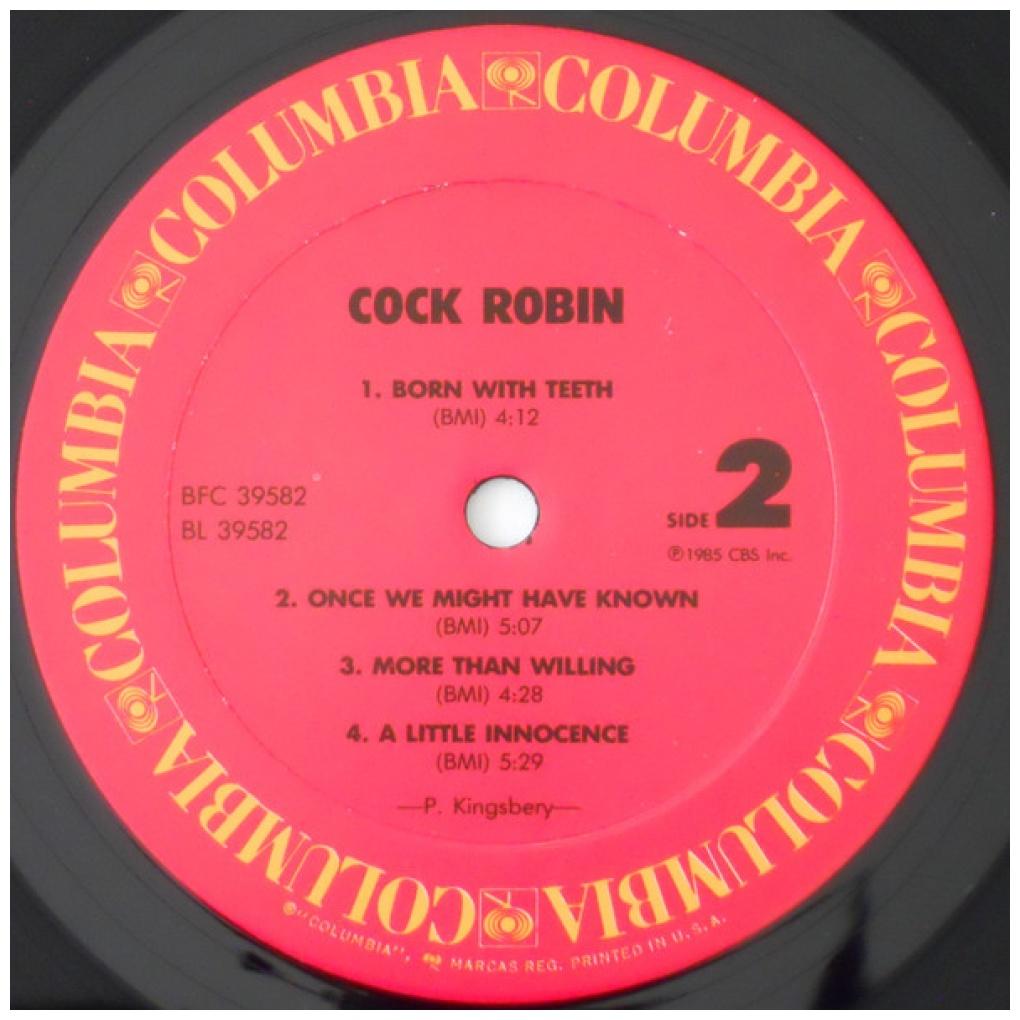 COLUMBIA COLUMBIA COLUMBIA COLUMBIA COLUMBIA COLUMBIA
COCK ROBIN
1. BORN WITH TEETH
(BMI) 4:12
BFC 39582
BL 39582
SIDE 2
℗1985 CBS Inc.
2. ONCE WE MIGHT HAVE KNOWN
(BMI) 5:07
3. MORE THAN WILLING
(BMI) 4:28
4. A LITTLE INNOCENCE
(BMI) 5:29
—P. Kingsbery—
"COLUMBIA", MARCAS REG. PRINTED IN U.S.A.